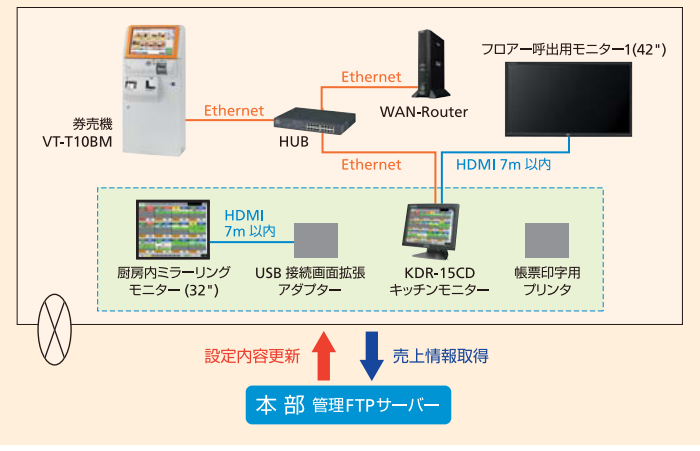 フロアー呼出用モニター1(42")
Ethernet
WAN-Router
券売機
VT-T10BM
Ethernet
HUB
Ethernet
HDMI 7m 以内
HDMI
7m 以内
厨房内ミラーリング
モニター (32")
USB 接続画面拡張
アダプター
KDR-15CD
キッチンモニター
帳票印字用
プリンタ
設定内容更新
売上情報取得
本 部 管理FTPサーバー